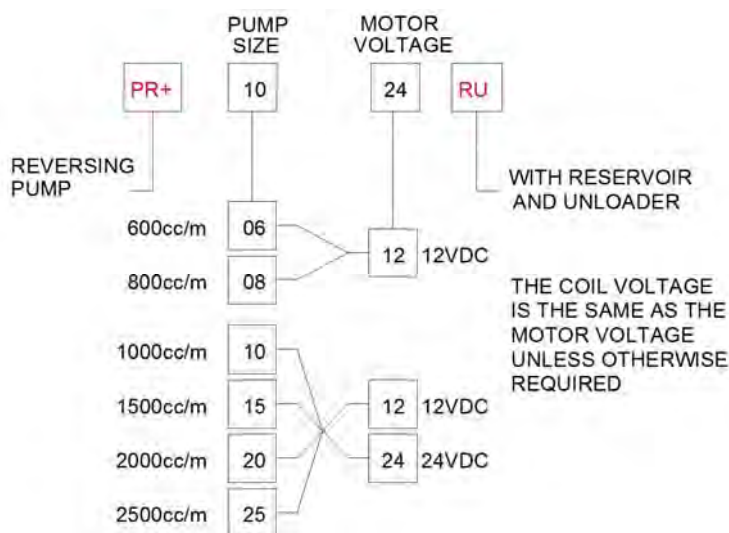 PUMP SIZE
MOTOR VOLTAGE
PR+
10
24
RU
REVERSING
PUMP
WITH RESERVOIR
AND UNLOADER
600cc/m
06
800cc/m
08
12
12VDC
THE COIL VOLTAGE
IS THE SAME AS THE
MOTOR VOLTAGE
UNLESS OTHERWISE
REQUIRED
1000cc/m
10
1500cc/m
15
12
12VDC
2000cc/m
20
24
24VDC
2500cc/m
25